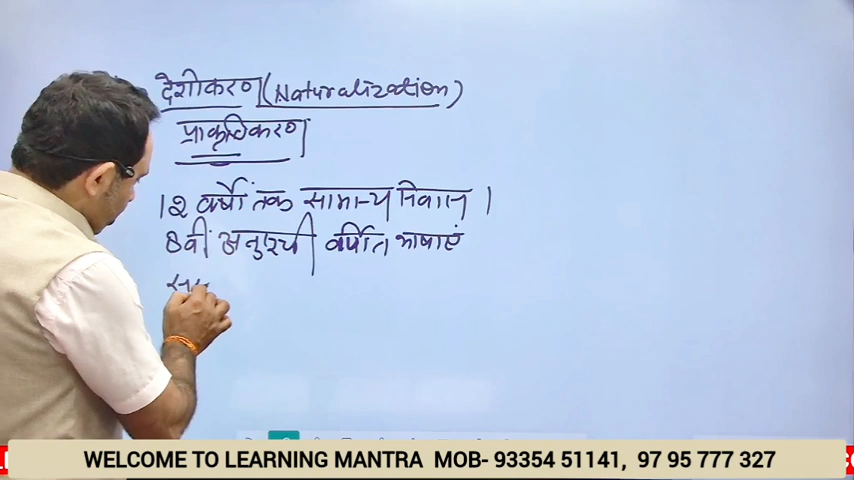 देशीकरण (Naturalization)
प्राकृतिकरण
12 वर्षों तक सामान्य निवास ।
8वीं अनुसूची वर्णित भाषाएं
WELCOME TO LEARNING MANTRA MOB- 93354 51141, 97 95 777 327